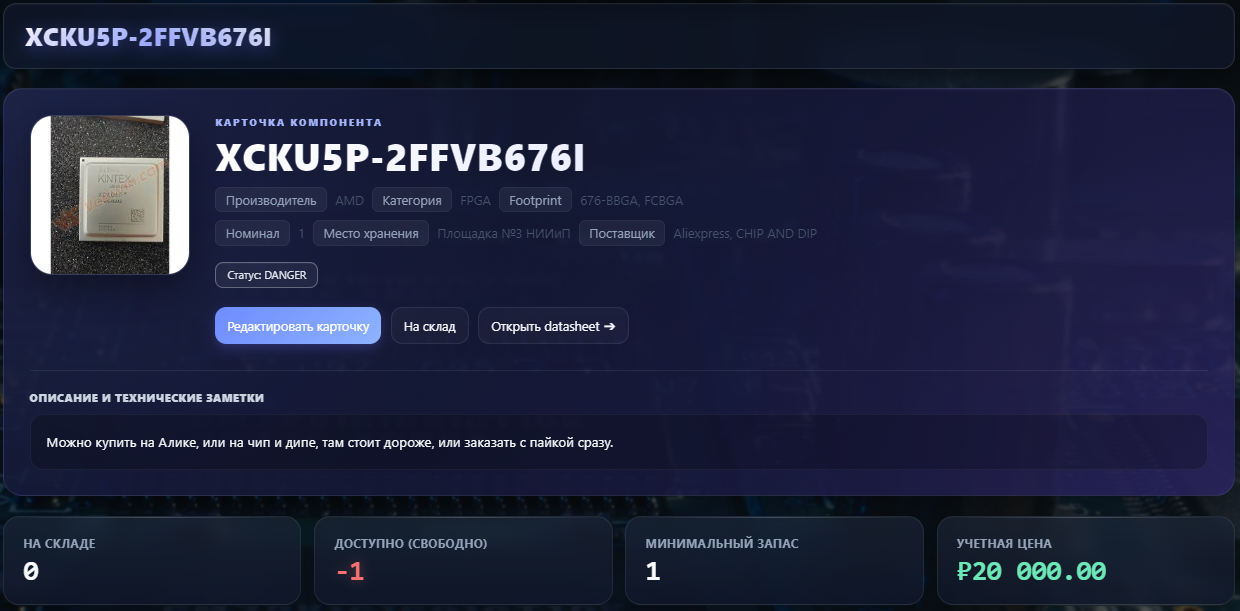 XCKU5P-2FFVB676I
КАРТОЧКА КОМПОНЕНТА
XCKU5P-2FFVB676I
Производитель AMD Категория FPGA Footprint 676-BBGA, FCBGA
Номинал 1 Место хранения Площадка №3 НИИиП Поставщик Aliexpress, CHIP AND DIP
Статус: DANGER
Редактировать карточку На склад Открыть datasheet ➔
KINTEX
ОПИСАНИЕ И ТЕХНИЧЕСКИЕ ЗАМЕТКИ
Можно купить на Алике, или на чип и дипе, там стоит дороже, или заказать с пайкой сразу.
НА СКЛАДЕ
0
ДОСТУПНО (СВОБОДНО)
-1
МИНИМАЛЬНЫЙ ЗАПАС
1
УЧЕТНАЯ ЦЕНА
₽20 000.00